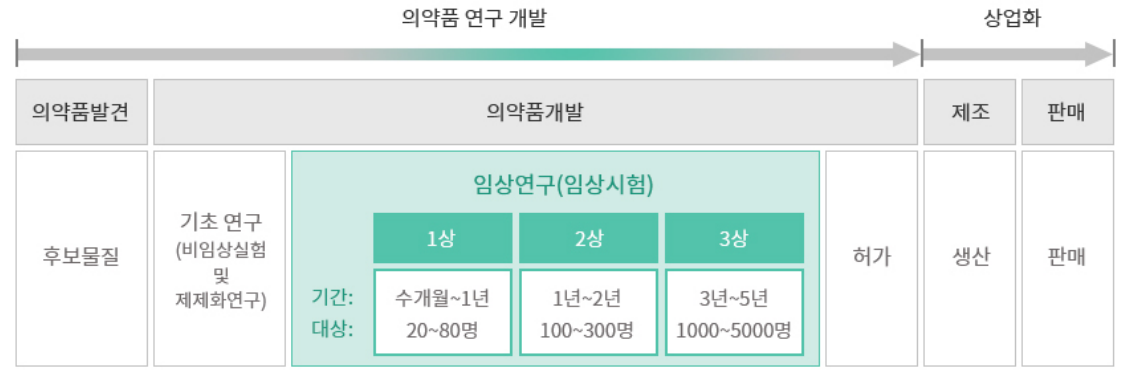 의약품 연구 개발
상업화
의약품발견
의약품개발
제조
판매
후보물질
기초 연구
(비임상실험
및
제제화연구)
임상연구(임상시험)
1상
2상
3상
기간:
수개월~1년
1년~2년
3년~5년
대상:
20~80명
100~300명
1000~5000명
허가
생산
판매